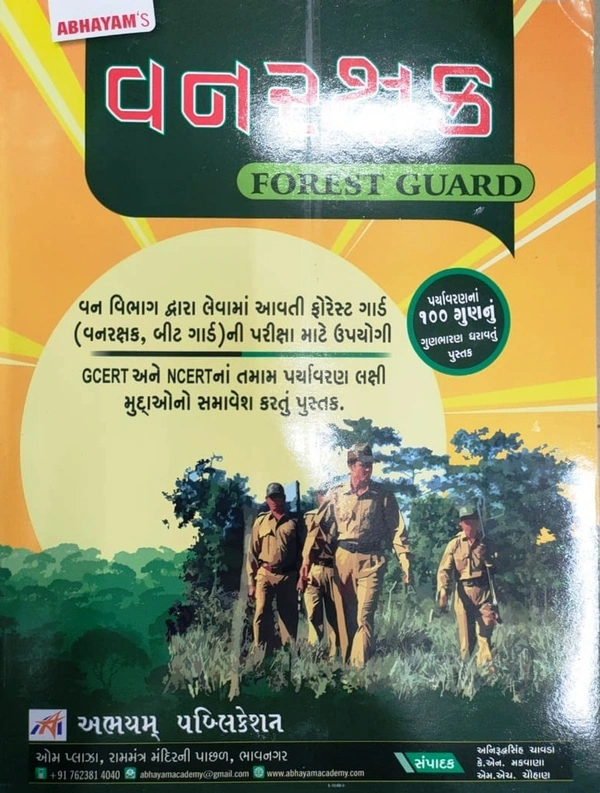 ABHAYAM'S
વનરક્ષક
FOREST GUARD
વન વિભાગ દ્વારા લેવામાં આવતી ફોરેસ્ટ ગાર્ડ
(વનરક્ષક, બીટ ગાર્ડ)ની પરીક્ષા માટે ઉપયોગી
GCERT અને NCERTનાં તમામ પર્યાવરણ લક્ષી
મુદ્દાઓનો સમાવેશ કરતું પુસ્તક.
પર્યાવરણનાં
૧૦૦ ગુણનું
ગુણભારણ ધરાવતું
પુસ્તક
અભયમ્ પબ્લિકેશન
ઓમ પ્લાઝા, રામમંત્ર મંદિરની પાછળ, ભાવનગર
+91 762381 4040 abhayamacademy@gmail.com www.abhayamacademy.com
સંપાદક
અનિરૂદ્ધસિંહ ચાવડા
કે.એન. મકવાણા
એમ.એચ. ચૌહાણ